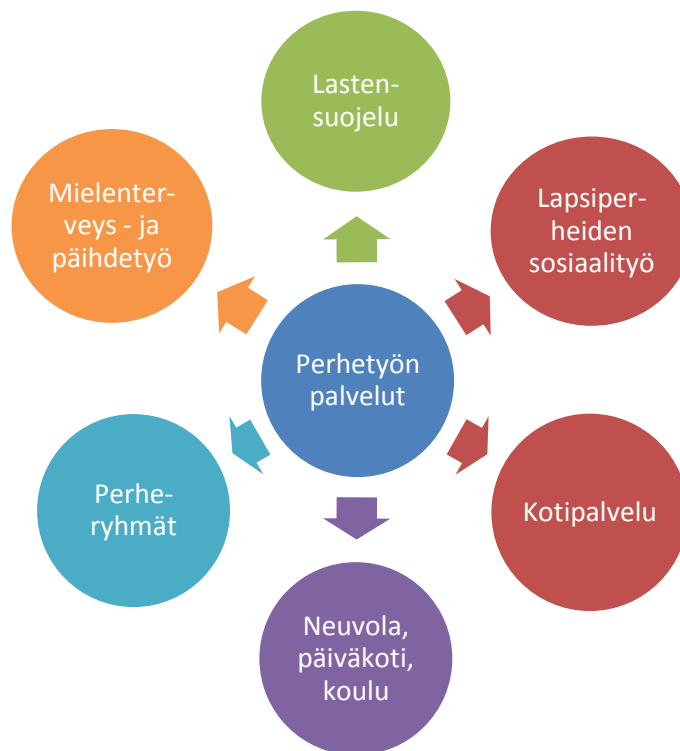 Lasten-
suojelu
Mielenter-
veys - ja
päihdetyö
Lapsiper-
heiden
sosiaalityö
Perhetyön
palvelut
Perhe-
ryhmät
Kotipalvelu
Neuvola,
päiväkoti,
koulu